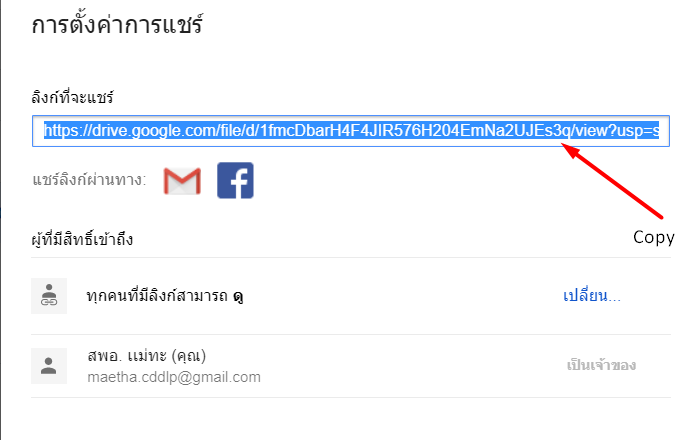 การตั้งค่าการแชร์
ลิงก์ที่จะแชร์
https://drive.google.com/file/d/1fmcDbarH4F4JIR576H204EmNa2UJEs3q/view?usp=s
แชร์ลิงก์ผ่านทาง:
Copy
ผู้ที่มีสิทธิ์เข้าถึง
ทุกคนที่มีลิงก์สามารถ ดู เปลี่ยน...
สพอ. แม่ทะ (คุณ) เป็นเจ้าของ
maetha.cddlp@gmail.com